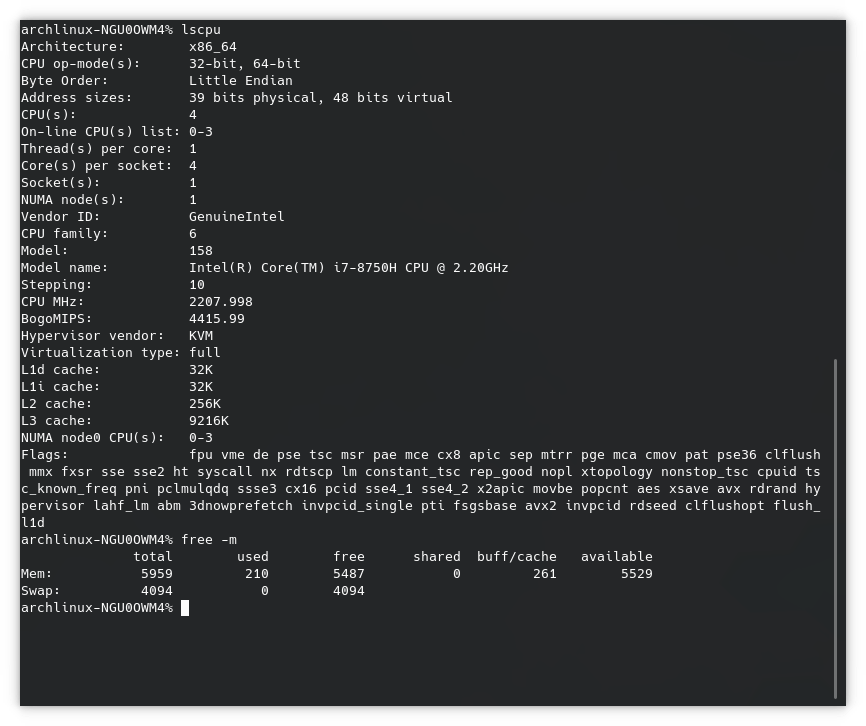 archlinux-NGU0OWM4% lscpu
Architecture:        x86_64
CPU op-mode(s):      32-bit, 64-bit
Byte Order:          Little Endian
Address sizes:       39 bits physical, 48 bits virtual
CPU(s):              4
On-line CPU(s) list: 0-3
Thread(s) per core:  1
Core(s) per socket:  4
Socket(s):           1
NUMA node(s):        1
Vendor ID:           GenuineIntel
CPU family:          6
Model:               158
Model name:          Intel(R) Core(TM) i7-8750H CPU @ 2.20GHz
Stepping:            10
CPU MHz:             2207.998
BogoMIPS:            4415.99
Hypervisor vendor:   KVM
Virtualization type: full
L1d cache:           32K
L1i cache:           32K
L2 cache:            256K
L3 cache:            9216K
NUMA node0 CPU(s):   0-3
Flags:               fpu vme de pse tsc msr pae mce cx8 apic sep mtrr pge mca cmov pat pse36 clflush
 mmx fxsr sse sse2 ht syscall nx rdtscp lm constant_tsc rep_good nopl xtopology nonstop_tsc cpuid ts
c_known_freq pni pclmulqdq ssse3 cx16 pcid sse4_1 sse4_2 x2apic movbe popcnt aes xsave avx rdrand hy
pervisor lahf_lm abm 3dnowprefetch invpcid_single pti fsgsbase avx2 invpcid rdseed clflushopt flush_
l1d
archlinux-NGU0OWM4% free -m
              total        used        free      shared  buff/cache   available
Mem:           5959         210        5487           0         261        5529
Swap:          4094           0        4094
archlinux-NGU0OWM4%